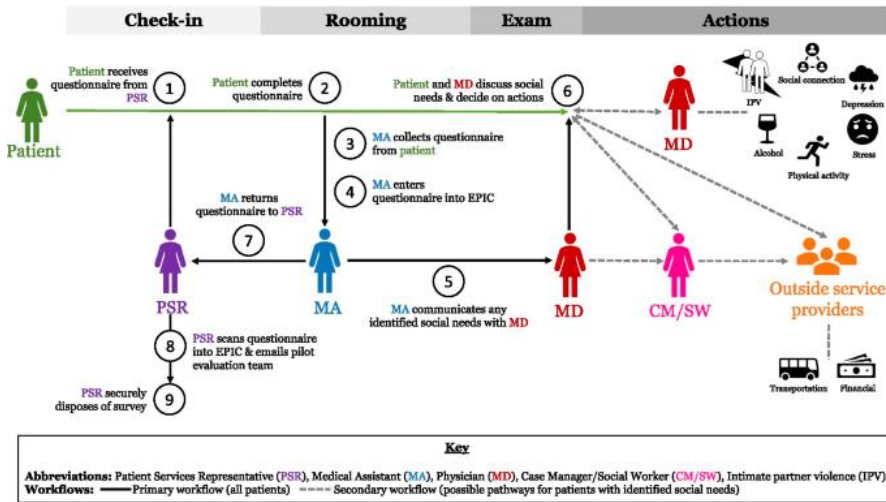 Check-in
Rooming
Exam
Actions
Patient receives
questionnaire from
PSR
1
Patient completes
questionnaire
2
Patient and MD discuss social
needs & decide on actions
6
Patient
MD
IPV
Social connection
Depression
Alcohol
Physical activity
Stress
3
MA collects questionnaire
from patient
4
MA enters
questionnaire into EPIC
MA returns
questionnaire to PSR
7
PSR
MA
5
MA communicates any
identified social needs with MD
MD
CM/SW
Outside service
providers
8
PSR scans questionnaire
into EPIC & emails pilot
evaluation team
PSR securely
disposes of survey
9
Transportation
Financial
Key
Abbreviations: Patient Services Representative (PSR), Medical Assistant (MA), Physician (MD), Case Manager/Social Worker (CM/SW), Intimate partner violence (IPV)
Workflows: Primary workflow (all patients) Secondary workflow (possible pathways for patients with identified social needs)